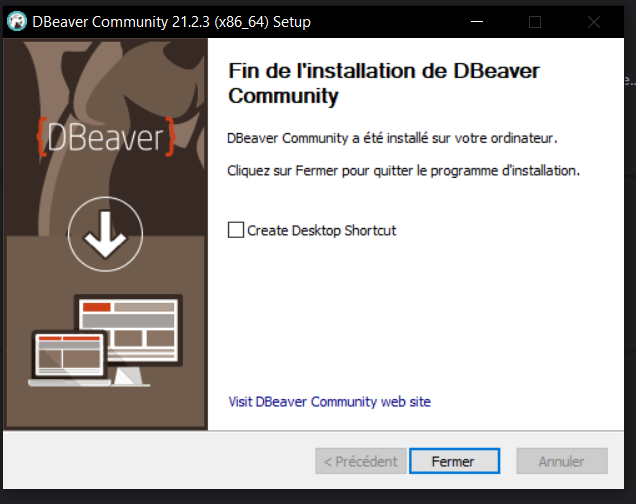 DBeaver Community 21.2.3 (x86_64) Setup
Fin de l'installation de DBeaver
Community
{DBeaver}
DBeaver Community a été installé sur votre ordinateur.
Cliquez sur Fermer pour quitter le programme d'installation.
Create Desktop Shortcut
Visit DBeaver Community web site
< Précédent
Fermer
Annuler